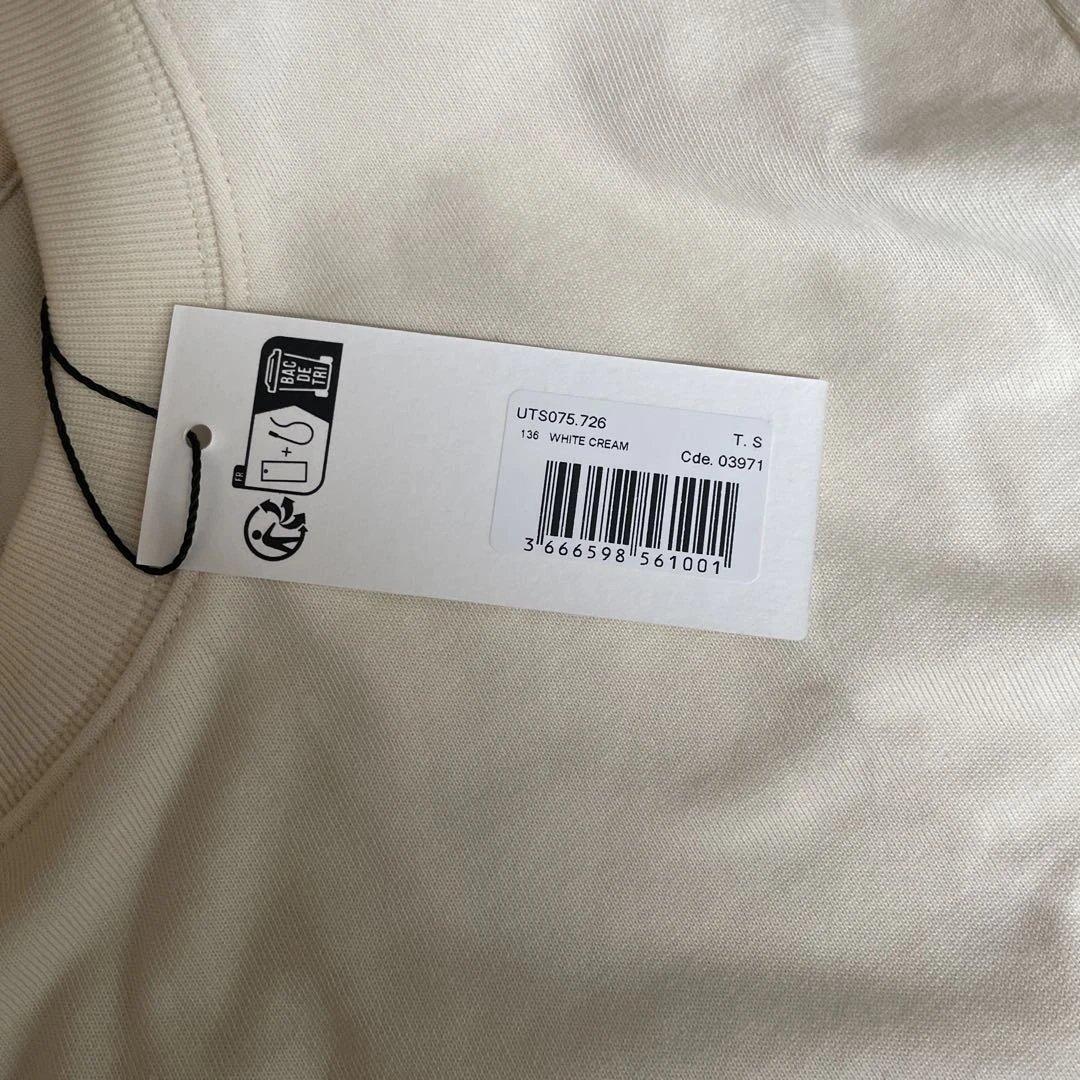 BAC
DE
TRI
FR
UTS075.726
T. S
136 WHITE CREAM
Cde. 03971
3 666598 561001